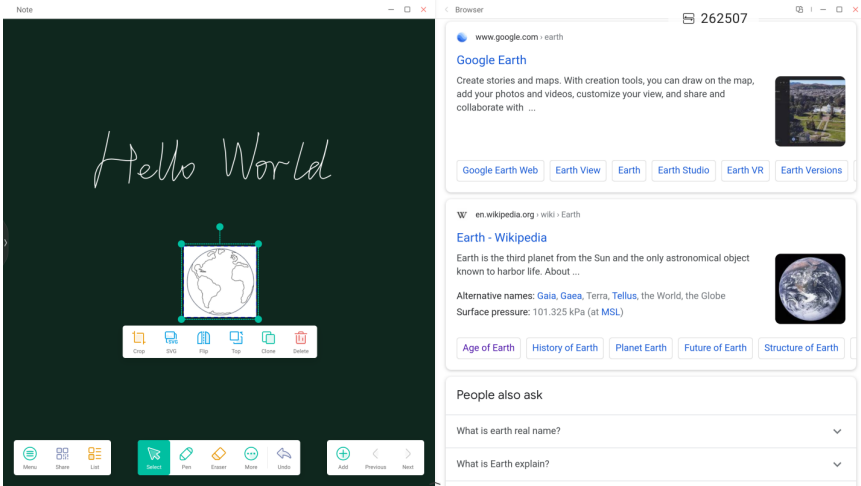 Note
Browser
262507
www.google.com › earth
Google Earth
Create stories and maps. With creation tools, you can draw on the map,
add your photos and videos, customize your view, and share and
collaborate with ...
Google Earth Web
Earth View
Earth
Earth Studio
Earth VR
Earth Versions
Hello World
W en.wikipedia.org › wiki › Earth
Earth - Wikipedia
Earth is the third planet from the Sun and the only astronomical object
known to harbor life. About ...
Alternative names: Gaia, Gaea, Terra, Tellus, the World, the Globe
Surface pressure: 101.325 kPa (at MSL)
Age of Earth
History of Earth
Planet Earth
Future of Earth
Structure of Earth
SVG
Crop
SVG
Flip
Top
Clone
Delete
People also ask
What is earth real name?
What is Earth explain?
Menu
Share
List
Select
Pen
Eraser
More
Undo
Add
Previous
Next